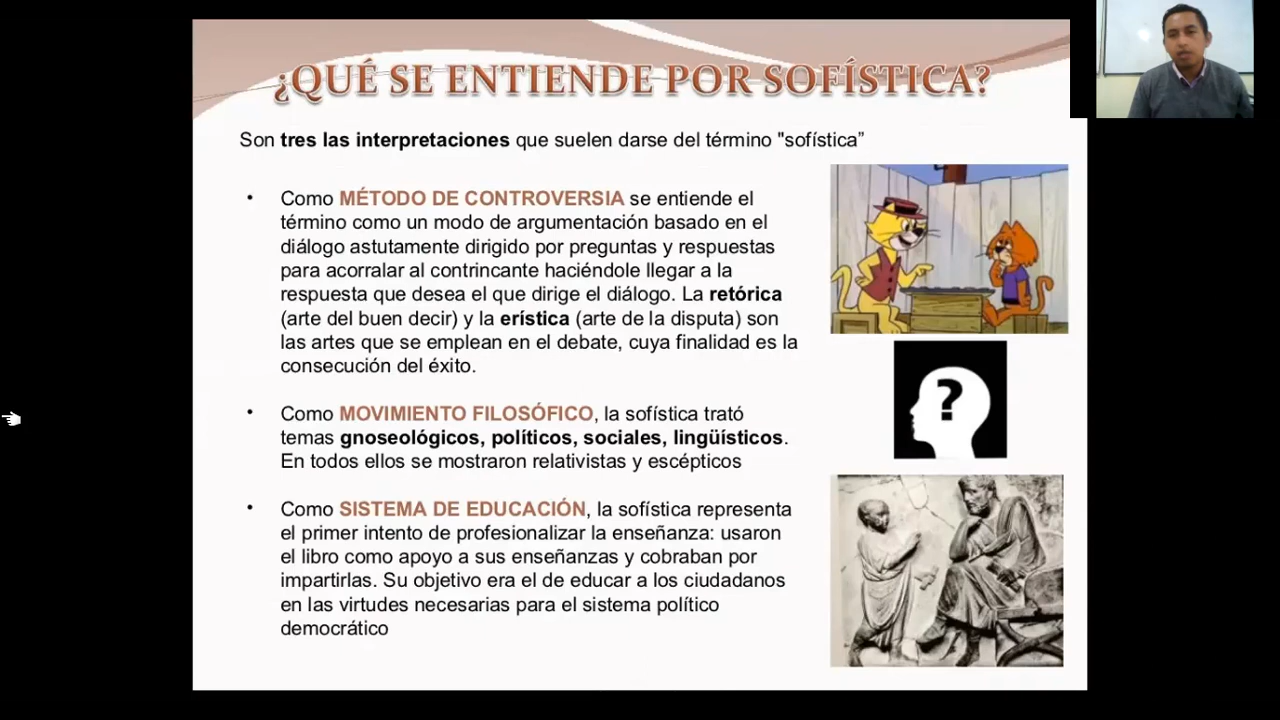 ¿QUÉ SE ENTIENDE POR SOFÍSTICA?
Son tres las interpretaciones que suelen darse del término "sofística”
• Como MÉTODO DE CONTROVERSIA se entiende el
término como un modo de argumentación basado en el
diálogo astutamente dirigido por preguntas y respuestas
para acorralar al contrincante haciéndole llegar a la
respuesta que desea el que dirige el diálogo. La retórica
(arte del buen decir) y la erística (arte de la disputa) son
las artes que se emplean en el debate, cuya finalidad es la
consecución del éxito.
• Como MOVIMIENTO FILOSÓFICO, la sofística trató
temas gnoseológicos, políticos, sociales, lingüísticos.
En todos ellos se mostraron relativistas y escépticos
• Como SISTEMA DE EDUCACIÓN, la sofística representa
el primer intento de profesionalizar la enseñanza: usaron
el libro como apoyo a sus enseñanzas y cobraban por
impartirlas. Su objetivo era el de educar a los ciudadanos
en las virtudes necesarias para el sistema político
democrático
?